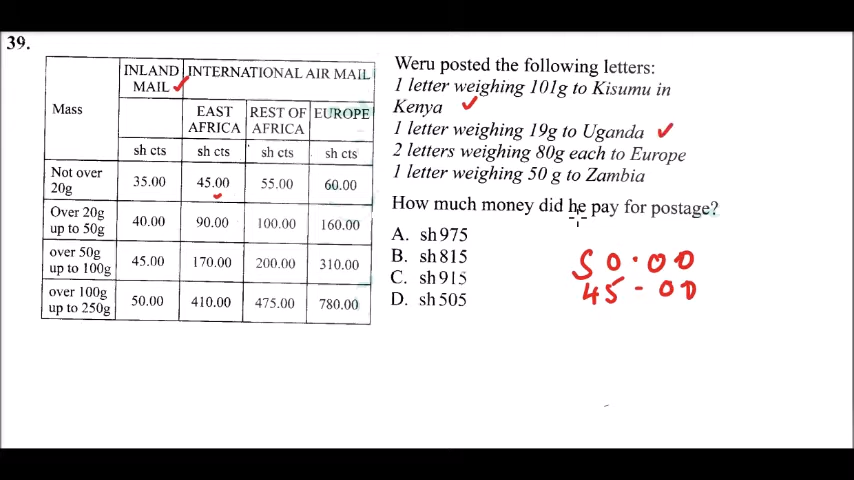 39.
INLAND MAIL INTERNATIONAL AIR MAIL
Mass
EAST AFRICA REST OF AFRICA EUROPE
sh cts sh cts sh cts sh cts
Not over 20g 35.00 45.00 55.00 60.00
Over 20g up to 50g 40.00 90.00 100.00 160.00
over 50g up to 100g 45.00 170.00 200.00 310.00
over 100g up to 250g 50.00 410.00 475.00 780.00
Weru posted the following letters:
1 letter weighing 101g to Kisumu in
Kenya
1 letter weighing 19g to Uganda
2 letters weighing 80g each to Europe
1 letter weighing 50 g to Zambia
How much money did he pay for postage?
A. sh975
B. sh815
C. sh915
D. sh505
50.00
45-00